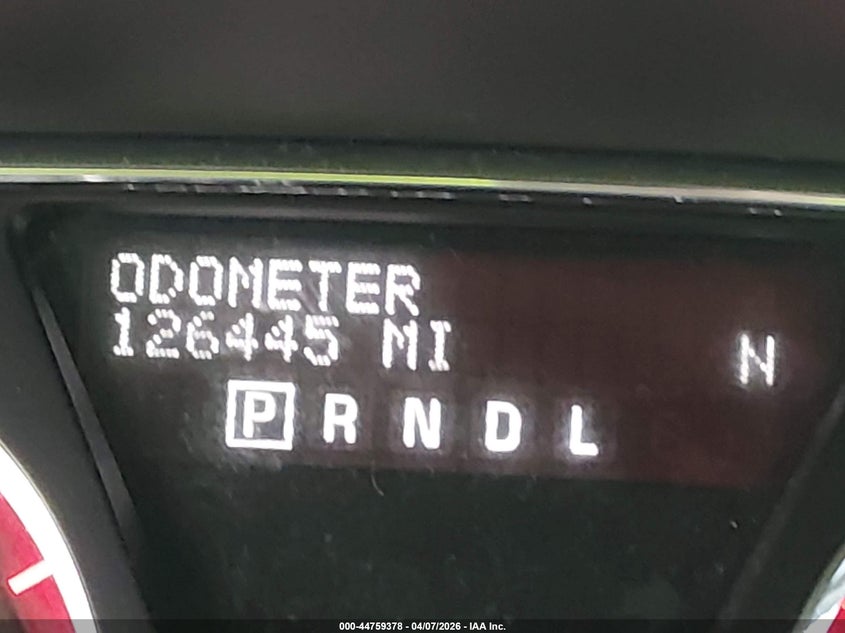 ODOMETER
126445 MI N
P R N D L
000-44759378 - 04/07/2026 - IAA Inc.